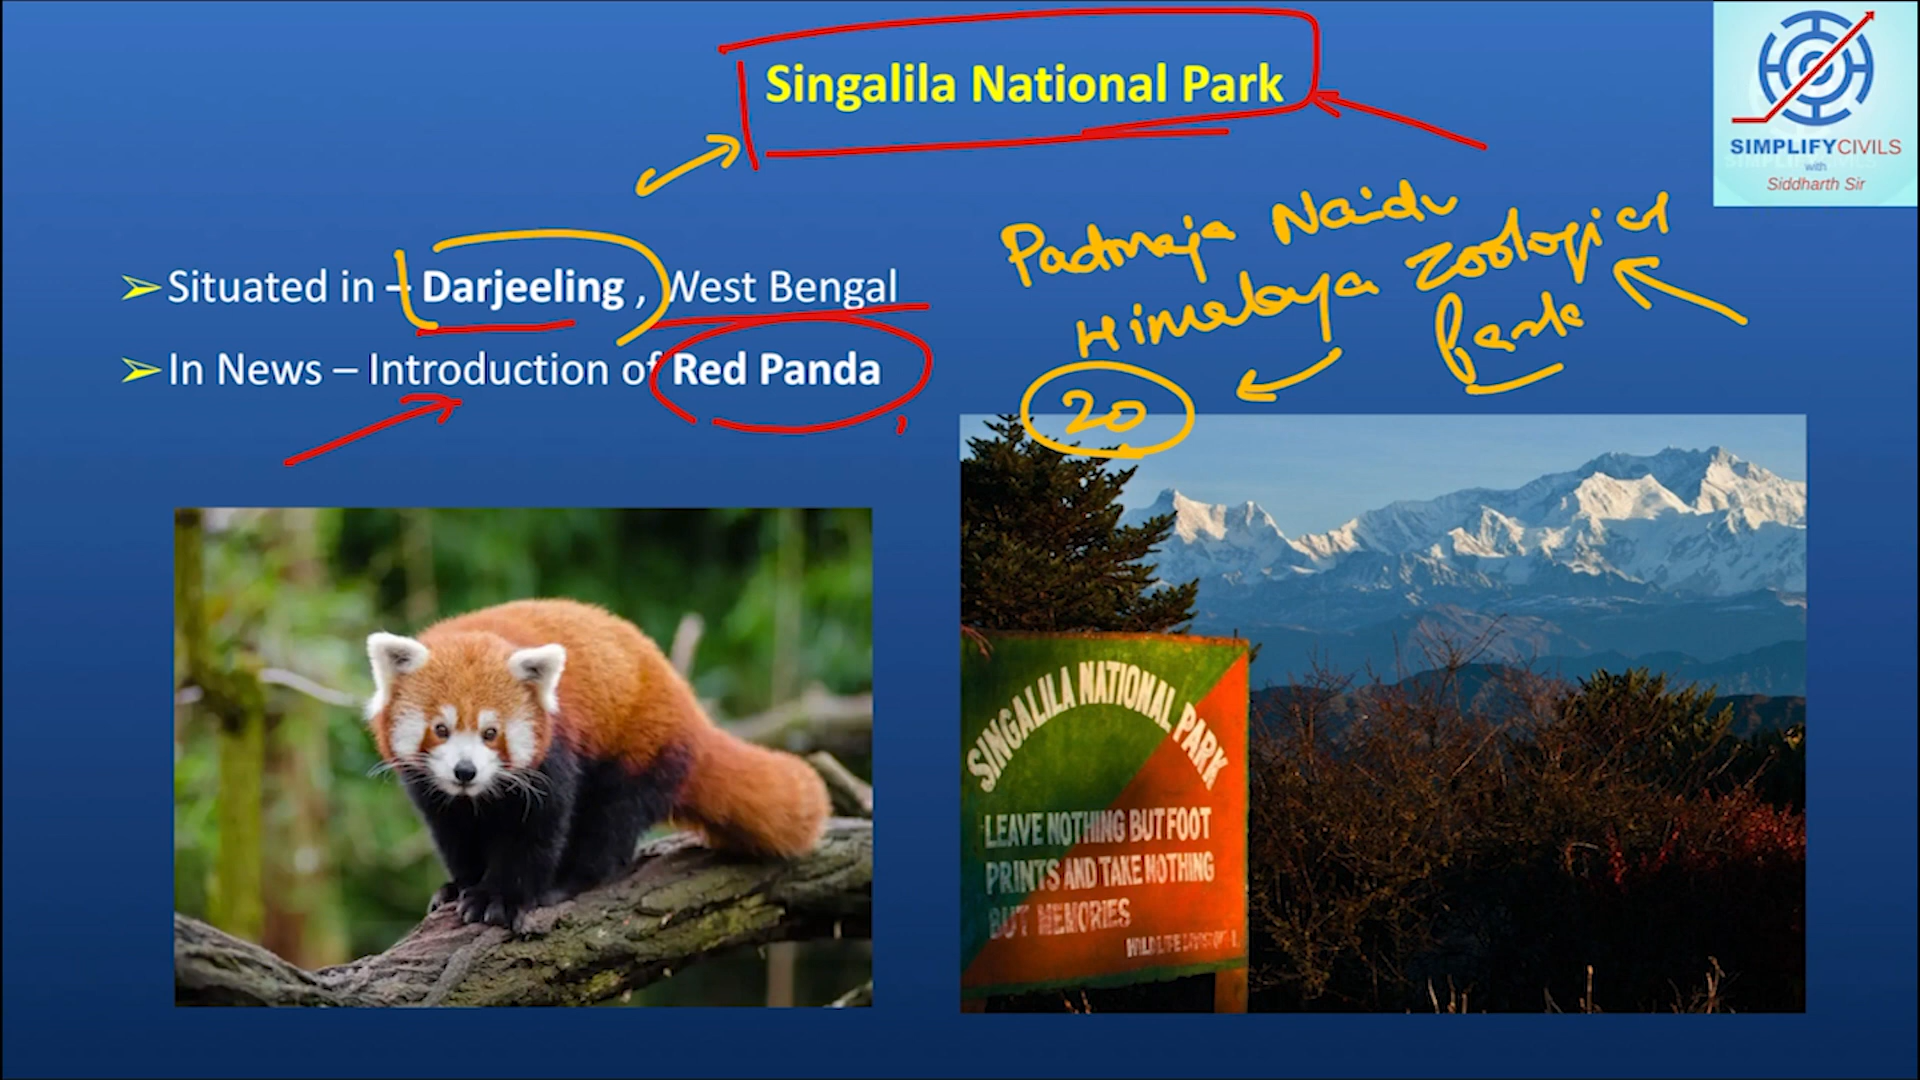 Singalila National Park
SIMPLIFYCIVILS
with
Siddharth Sir
Padmaja Naidu
Himalaya Zoological
Park
20
➢ Situated in – Darjeeling , West Bengal
➢ In News – Introduction of Red Panda
SINGALILA NATIONAL PARK
LEAVE NOTHING BUT FOOT
PRINTS AND TAKE NOTHING
BUT MEMORIES